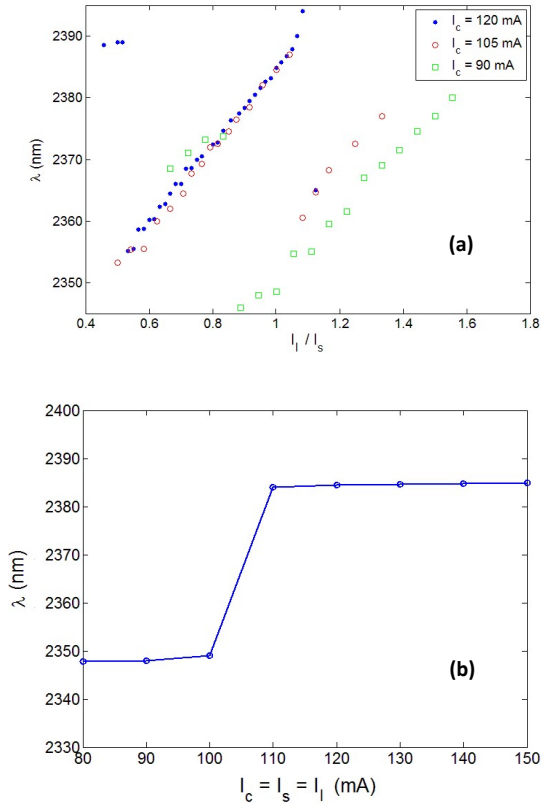 2390
2380
2370
2360
2350
λ (nm)
0.4 0.6 0.8 1 1.2 1.4 1.6 1.8
I_l / I_s
I_c = 120 mA
I_c = 105 mA
I_c = 90 mA
(a)
2400
2390
2380
2370
2360
2350
2340
2330
λ (nm)
80 90 100 110 120 130 140 150
I_c = I_s = I_l (mA)
(b)